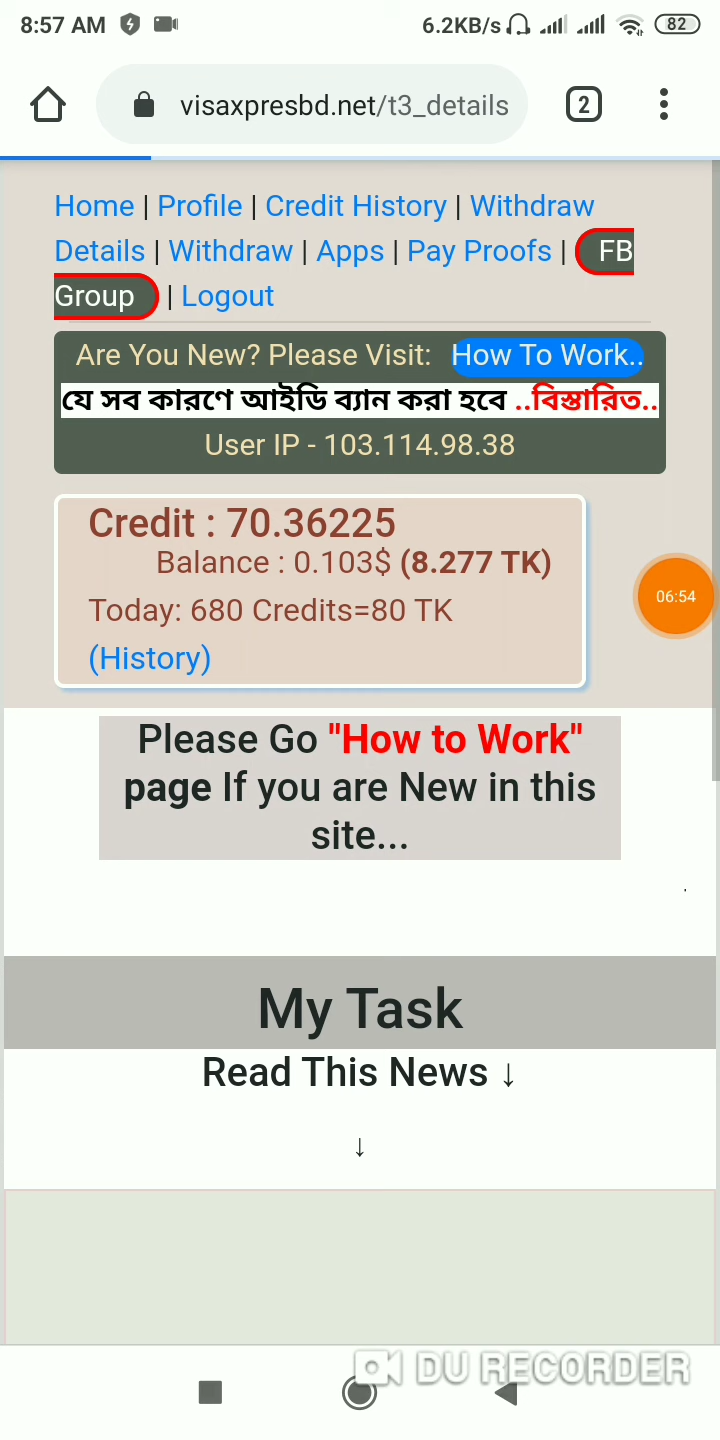 8:57 AM 6.2KB/s 82
visaxpresbd.net/t3_details 2
Home | Profile | Credit History | Withdraw
Details | Withdraw | Apps | Pay Proofs | FB
Group | Logout
Are You New? Please Visit: How To Work..
যে সব কারণে আইডি ব্যান করা হবে ..বিস্তারিত..
User IP - 103.114.98.38
Credit : 70.36225
Balance : 0.103$ (8.277 TK)
06:54
Today: 680 Credits=80 TK
(History)
Please Go "How to Work"
page If you are New in this
site...
My Task
Read This News ↓
↓
DU RECORDER